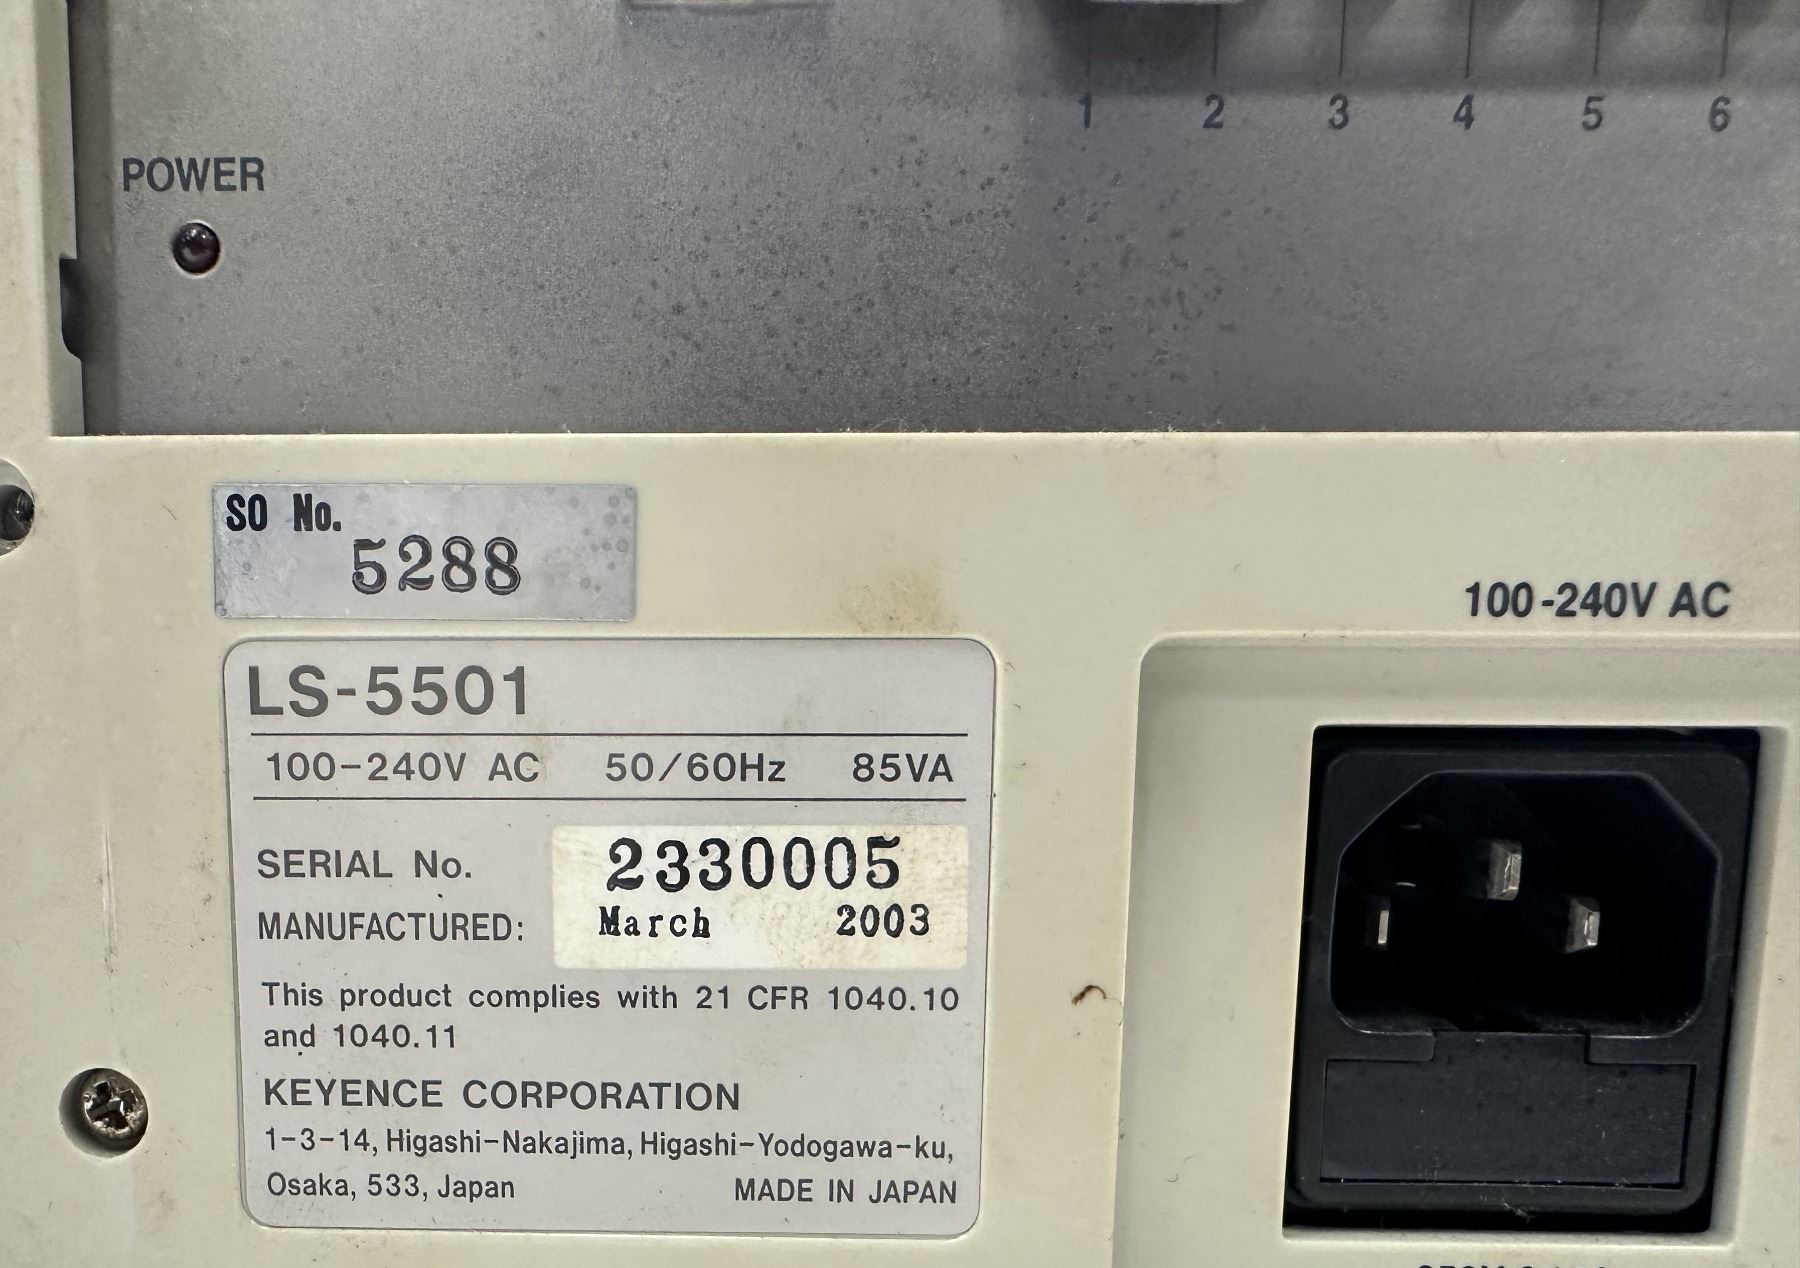 1 2 3 4 5 6
POWER
SO No.
5288
100-240V AC
LS-5501
100-240V AC 50/60Hz 85VA
SERIAL No. 2330005
MANUFACTURED: March 2003
This product complies with 21 CFR 1040.10
and 1040.11
KEYENCE CORPORATION
1-3-14, Higashi-Nakajima, Higashi-Yodogawa-ku,
Osaka, 533, Japan MADE IN JAPAN